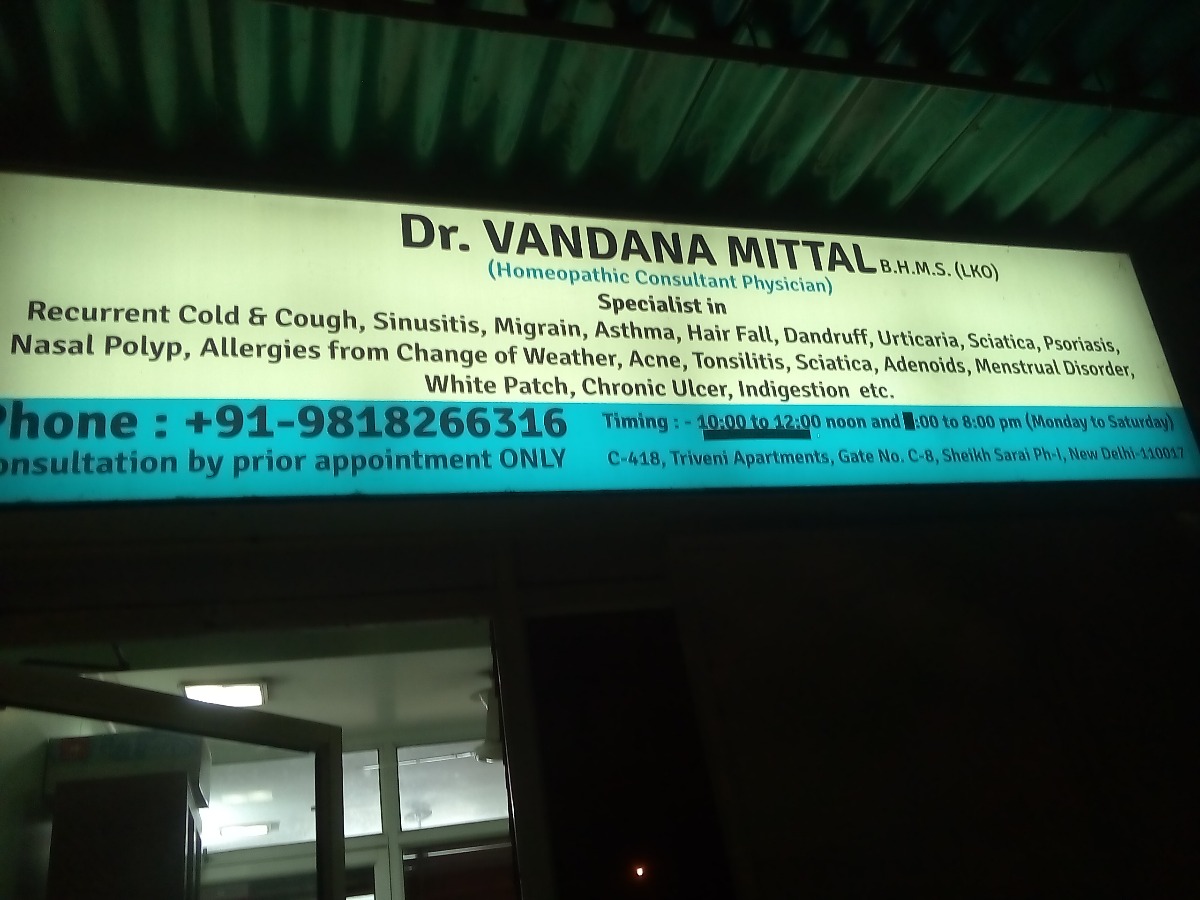 Dr. VANDANA MITTAL B.H.M.S. (LKO)
(Homeopathic Consultant Physician)
Specialist in
Recurrent Cold & Cough, Sinusitis, Migrain, Asthma, Hair Fall, Dandruff, Urticaria, Sciatica, Psoriasis,
Nasal Polyp, Allergies from Change of Weather, Acne, Tonsilitis, Sciatica, Adenoids, Menstrual Disorder,
White Patch, Chronic Ulcer, Indigestion etc.
Phone : +91-9818266316
onsultation by prior appointment ONLY
Timing : - 10:00 to 12:00 noon and :00 to 8:00 pm (Monday to Saturday)
C-418, Triveni Apartments, Gate No. C-8, Sheikh Sarai Ph-I, New Delhi-110017